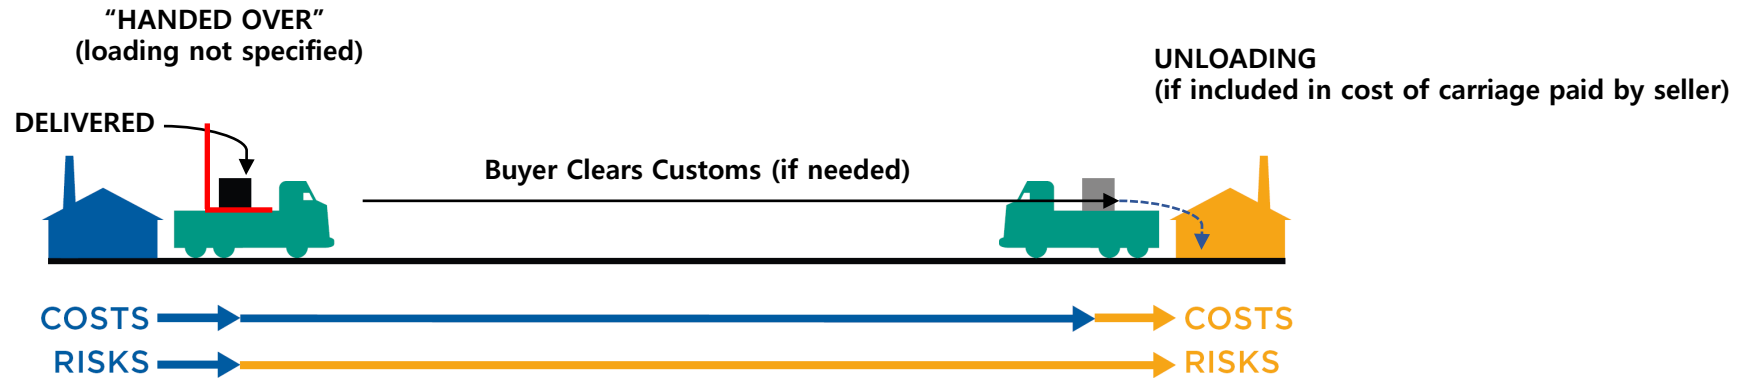 “HANDED OVER”
(loading not specified)
UNLOADING
(if included in cost of carriage paid by seller)
DELIVERED
Buyer Clears Customs (if needed)
COSTS
COSTS
RISKS
RISKS